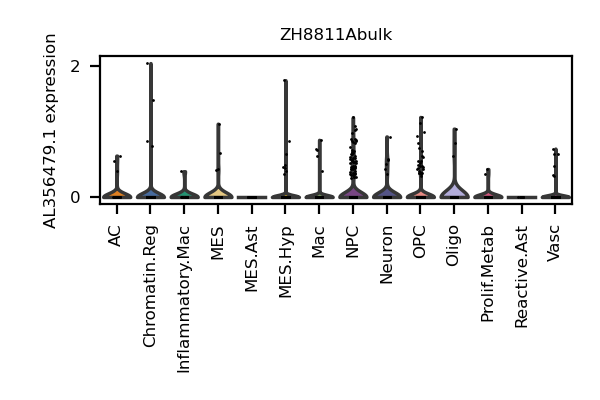 ZH8811Abulk
AL356479.1 expression
2
0
AC
Chromatin.Reg
Inflammatory.Mac
MES
MES.Ast
MES.Hyp
Mac
NPC
Neuron
OPC
Oligo
Prolif.Metab
Reactive.Ast
Vasc